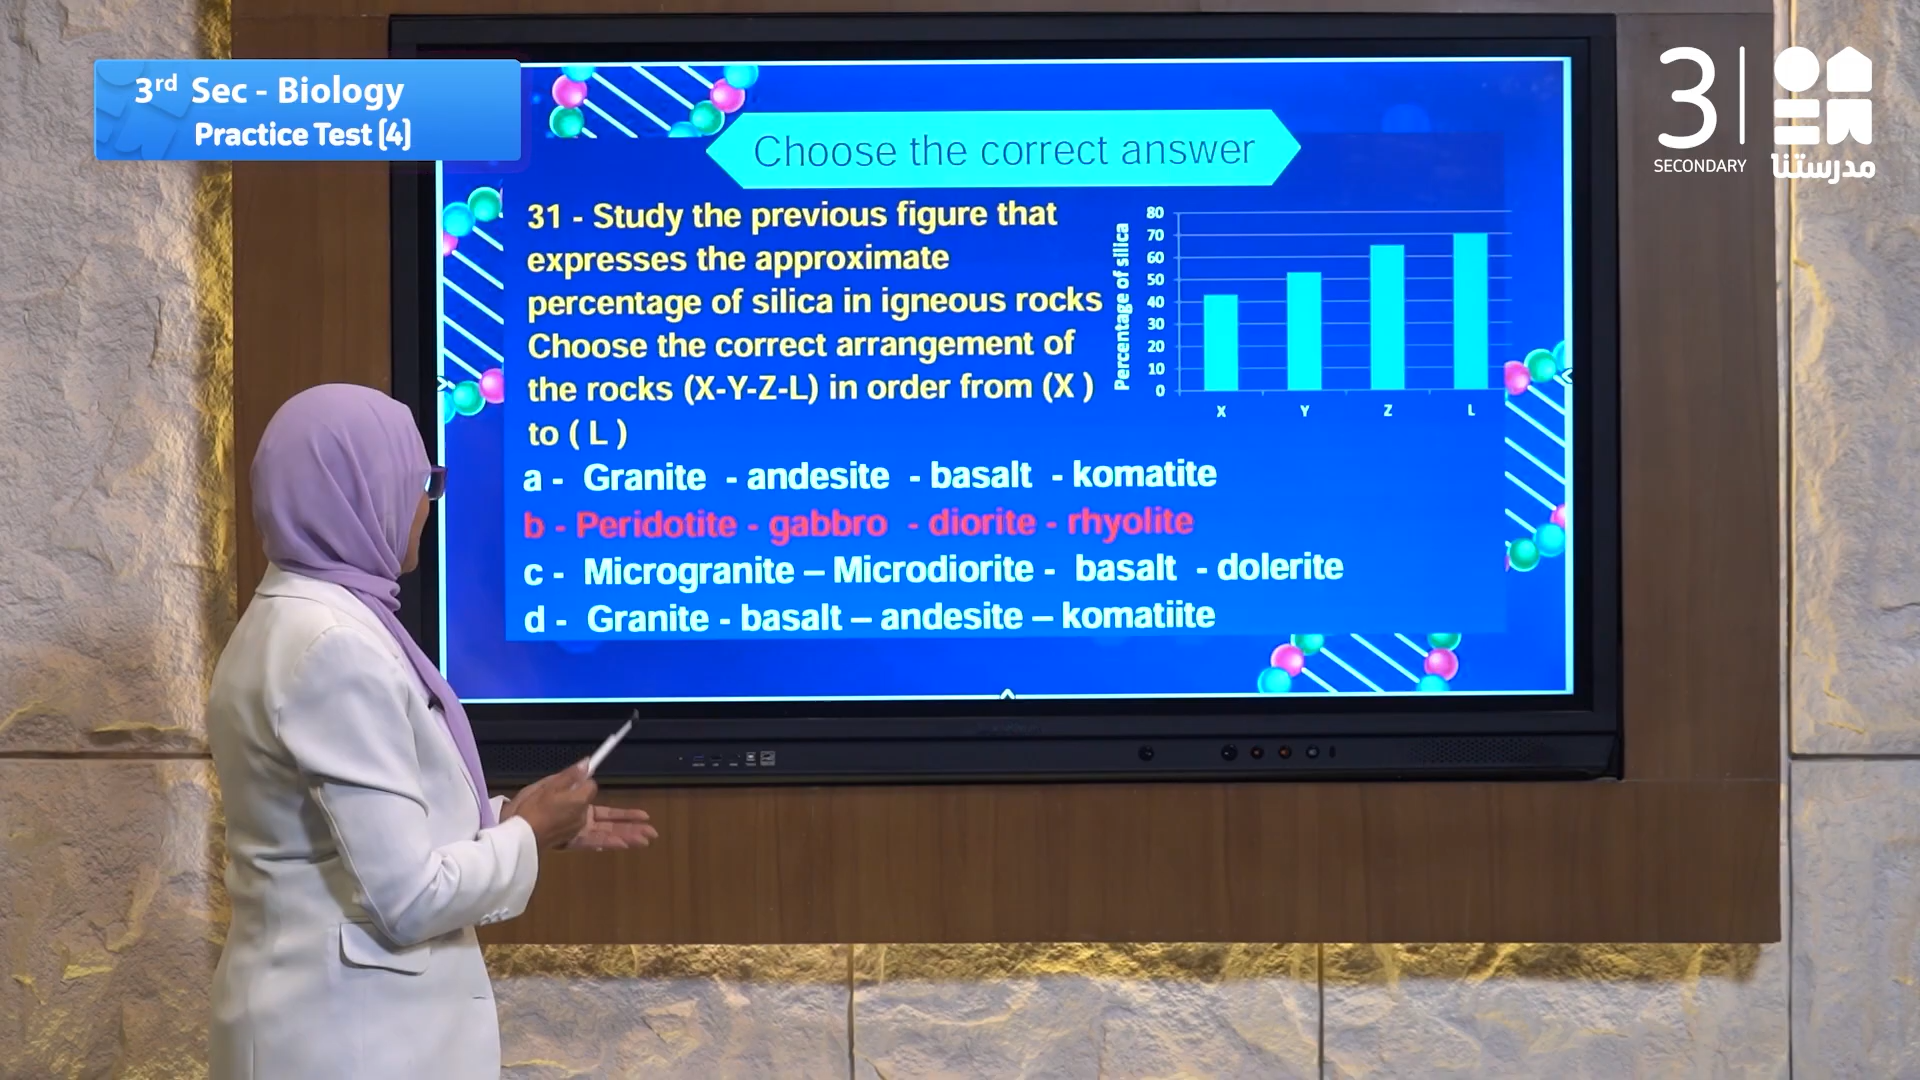 3rd Sec - Biology
Practice Test (4)
3
SECONDARY
مدرستنا
Choose the correct answer
31 - Study the previous figure that
expresses the approximate
percentage of silica in igneous rocks
Choose the correct arrangement of
the rocks (X-Y-Z-L) in order from (X )
to ( L )
Percentage of silica
80
70
60
50
40
30
20
10
0
X Y Z L
a - Granite - andesite - basalt - komatite
b - Peridotite - gabbro - diorite - rhyolite
c - Microgranite – Microdiorite - basalt - dolerite
d - Granite - basalt – andesite – komatiite